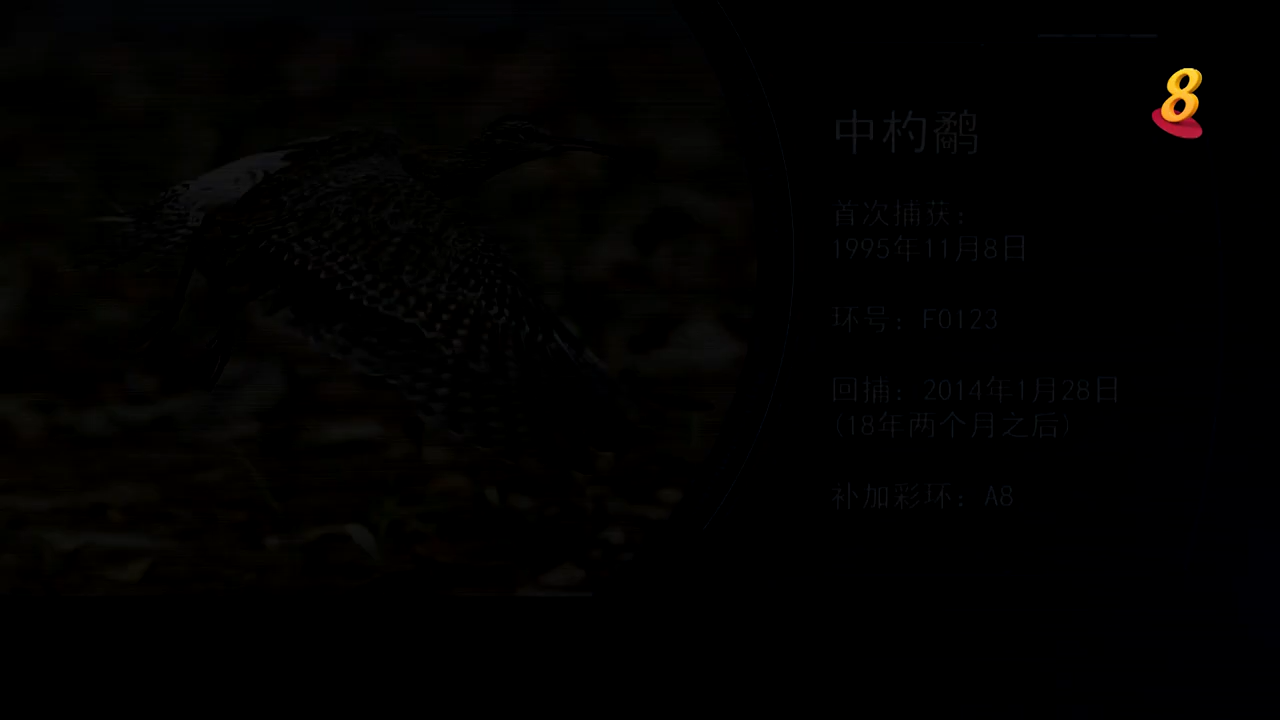 8
中杓鹬
首次捕获：
1995年11月8日
环号：F0123
回捕：2014年1月28日
(18年两个月之后)
补加彩环：A8